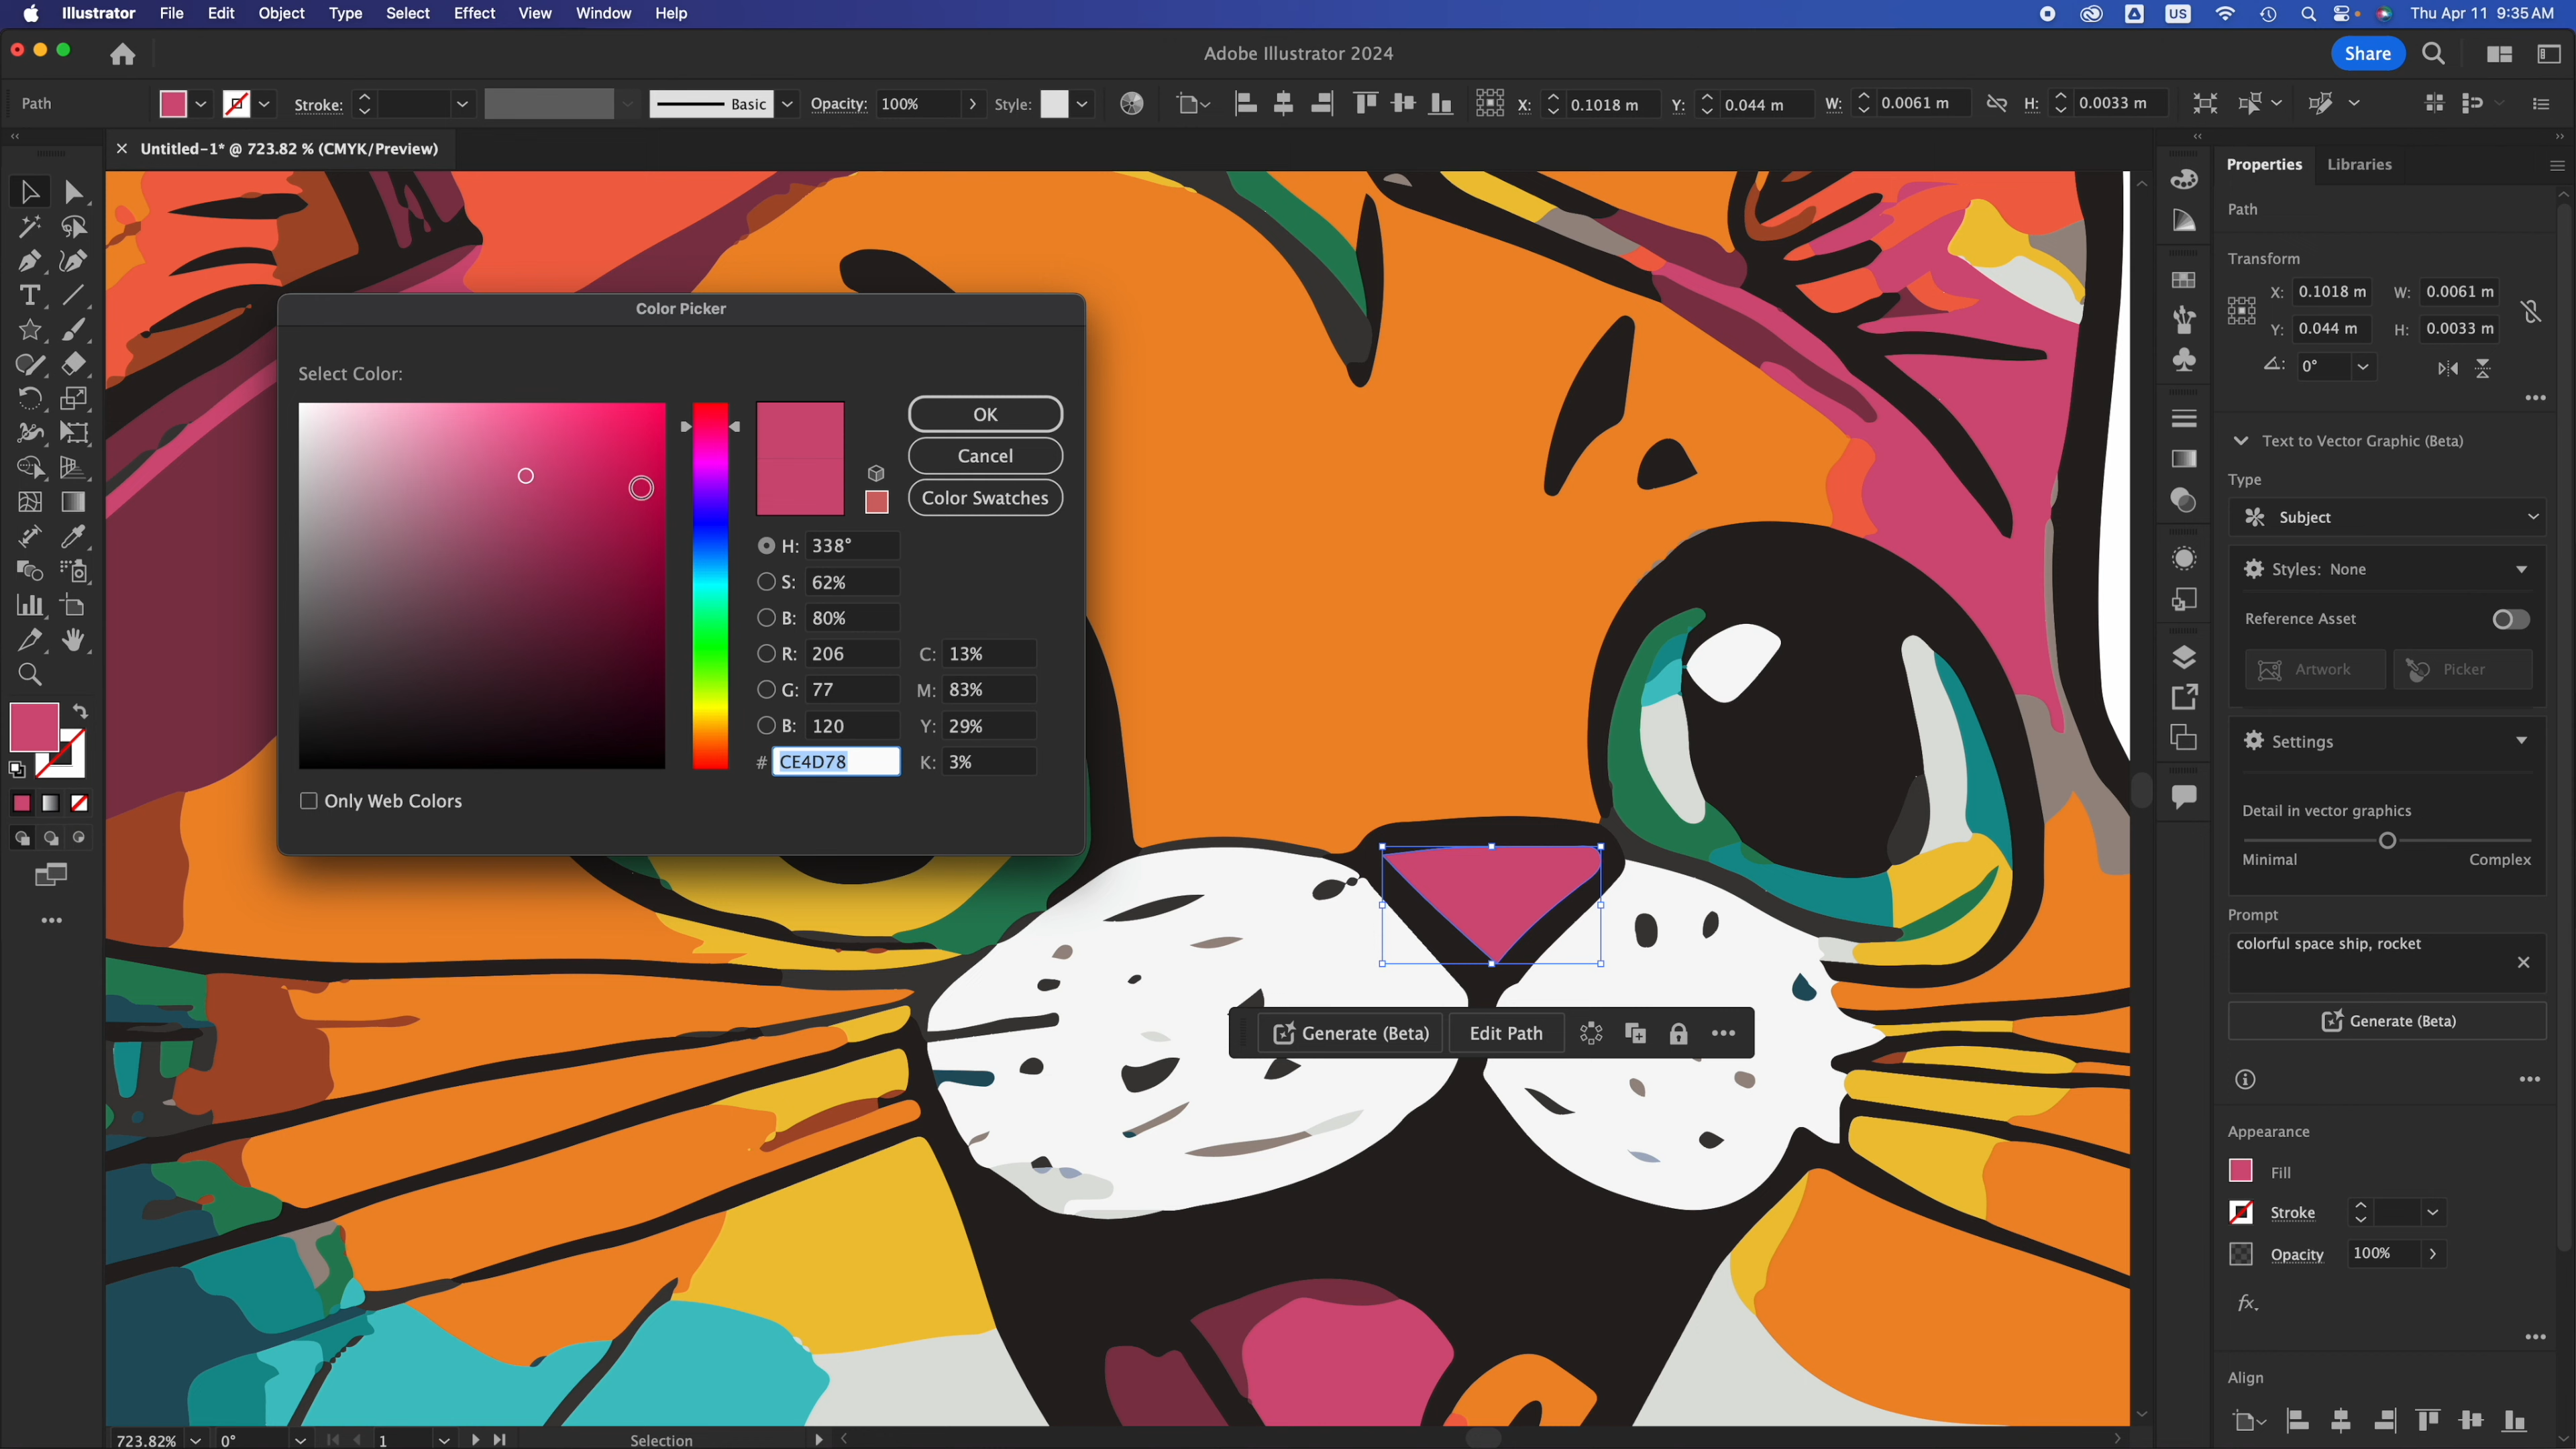 Illustrator File Edit Object Type Select Effect View Window Help US Thu Apr 11 9:35 AM
Adobe Illustrator 2024 Share
Path Stroke: Basic Opacity: 100% Style: X: 0.1018 m Y: 0.044 m W: 0.0061 m H: 0.0033 m
Untitled-1* @ 723.82 % (CMYK/Preview)
Properties Libraries
Path
Transform
X: 0.1018 m W: 0.0061 m
Y: 0.044 m H: 0.0033 m
0°
Text to Vector Graphic (Beta)
Type
Subject
Styles: None
Reference Asset
Artwork Picker
Settings
Detail in vector graphics
Minimal Complex
Prompt
colorful space ship, rocket
Generate (Beta)
Appearance
Fill
Stroke
Opacity 100%
fx.
Align
Color Picker
Select Color:
OK
Cancel
Color Swatches
H: 338°
S: 62%
B: 80%
R: 206 C: 13%
G: 77 M: 83%
B: 120 Y: 29%
# CE4D78 K: 3%
Only Web Colors
Generate (Beta) Edit Path
723.82% 0° 1 Selection